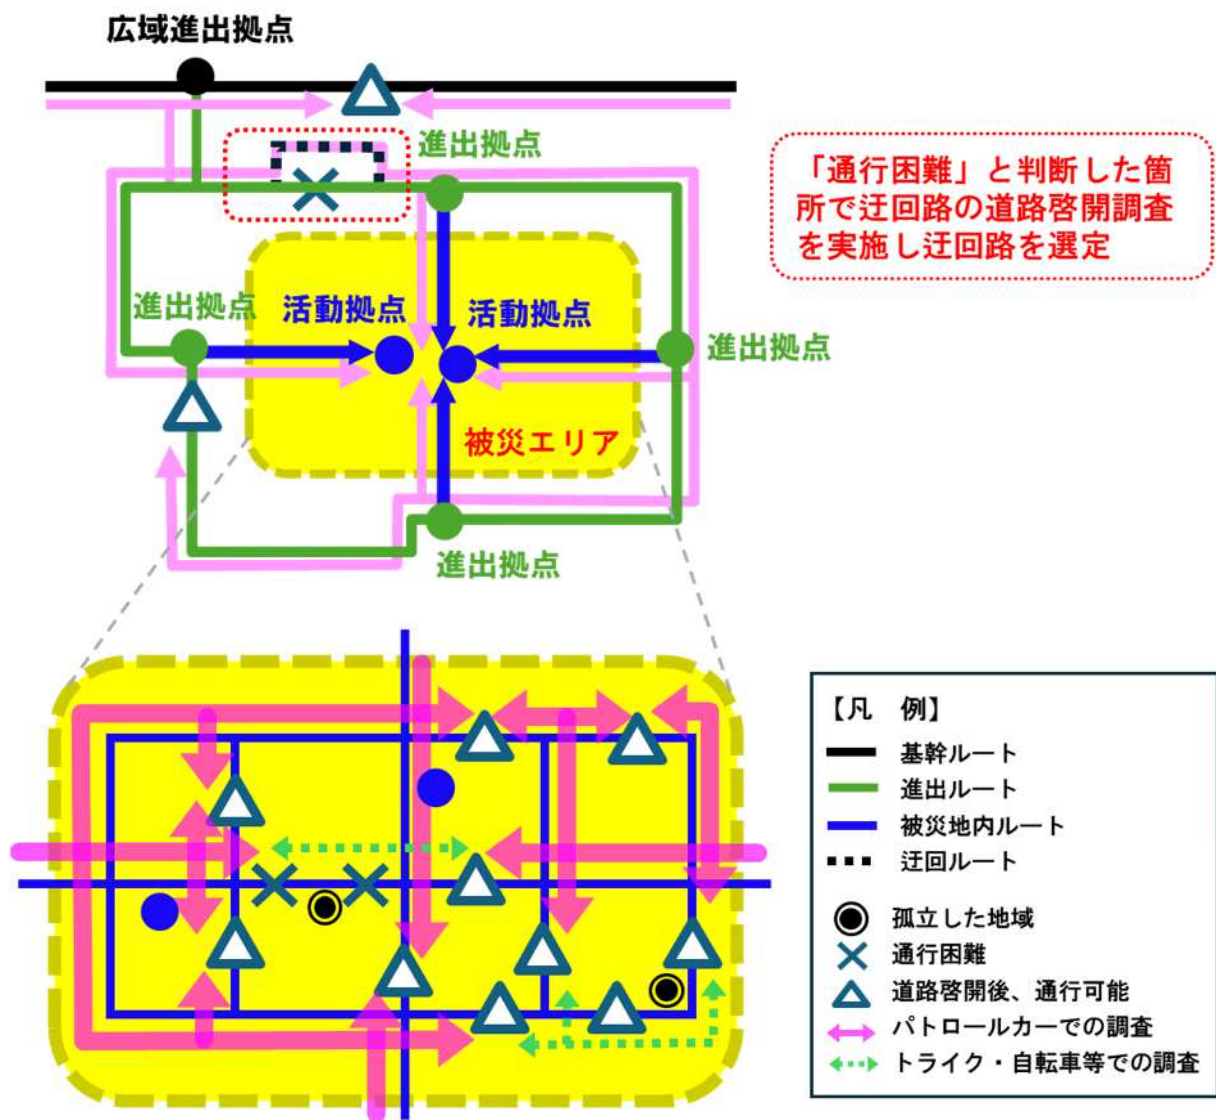 広域進出拠点
進出拠点
「通行困難」と判断した箇
所で迂回路の道路啓開調査
を実施し迂回路を選定
進出拠点
活動拠点
活動拠点
進出拠点
被災エリア
進出拠点
【凡　例】
基幹ルート
進出ルート
被災地内ルート
迂回ルート
孤立した地域
通行困難
道路啓開後、通行可能
パトロールカーでの調査
トライク・自転車等での調査